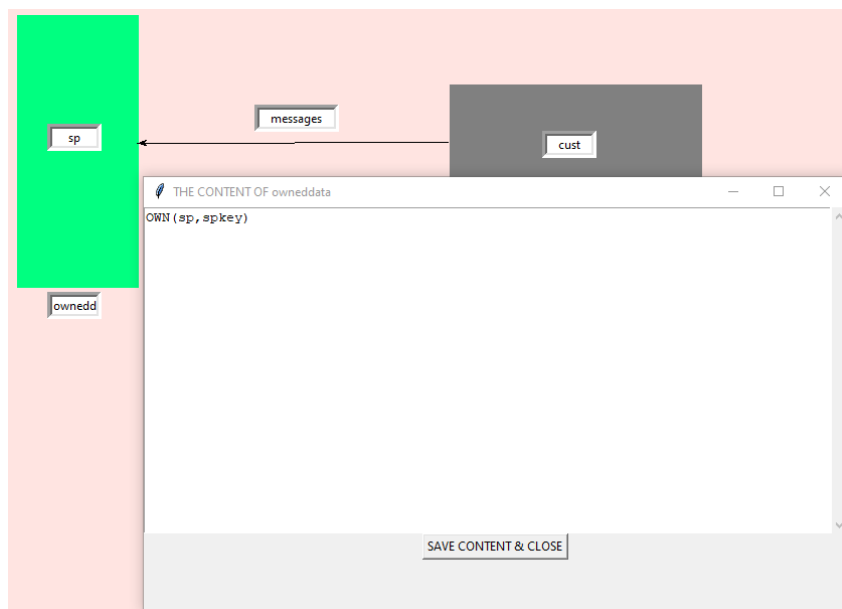 messages
sp
cust
THE CONTENT OF owneddata
OWN(sp,spkey)
ownedd
SAVE CONTENT & CLOSE